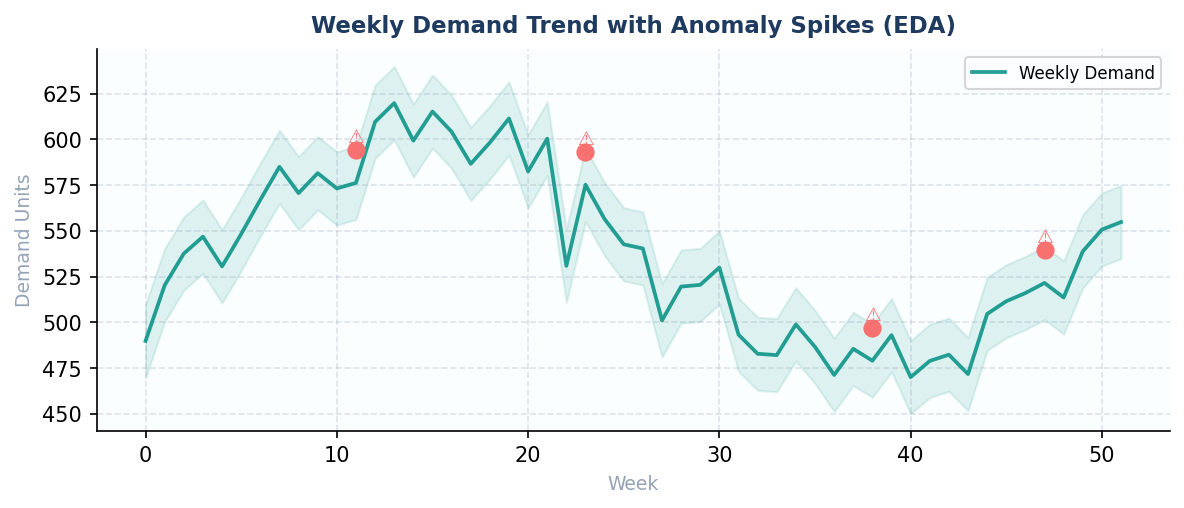 Weekly Demand Trend with Anomaly Spikes (EDA)
Weekly Demand
Demand Units
625
600
575
550
525
500
475
450
0 10 20 30 40 50
Week